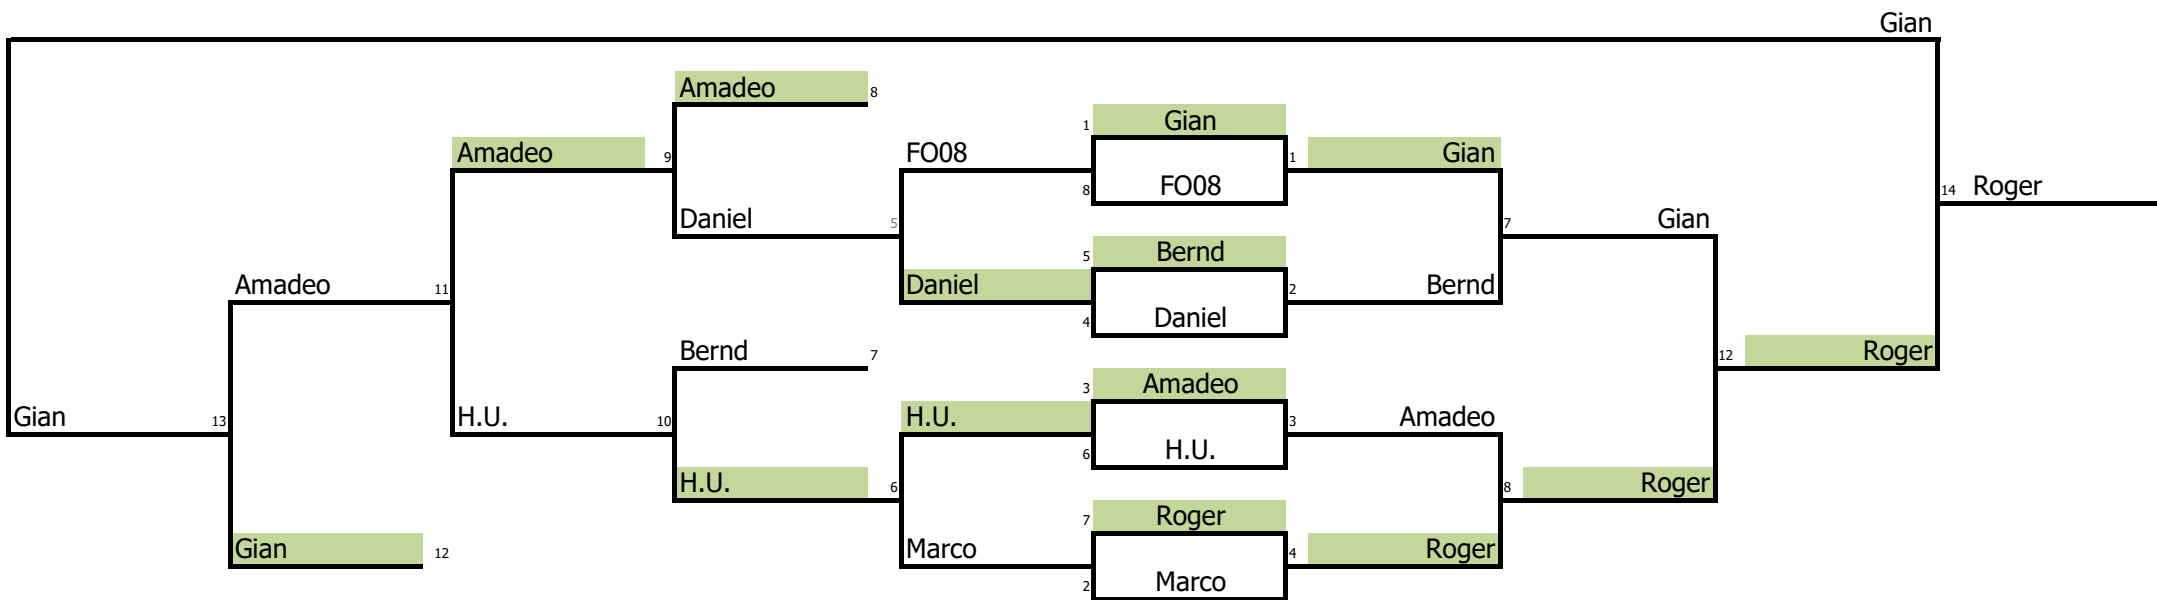 Gian
Amadeo 8
1 Gian
Amadeo 9 FO08 1 Gian
8 FO08
14 Roger
Daniel 5 7 Gian
5 Bernd
Amadeo 11 Daniel 2 Bernd
4 Daniel
Bernd 7 12 Roger
3 Amadeo
Gian 13 H.U. 10 H.U. 3 Amadeo
6 H.U.
H.U. 6 8 Roger
7 Roger
Gian 12 Marco 4 Roger
2 Marco